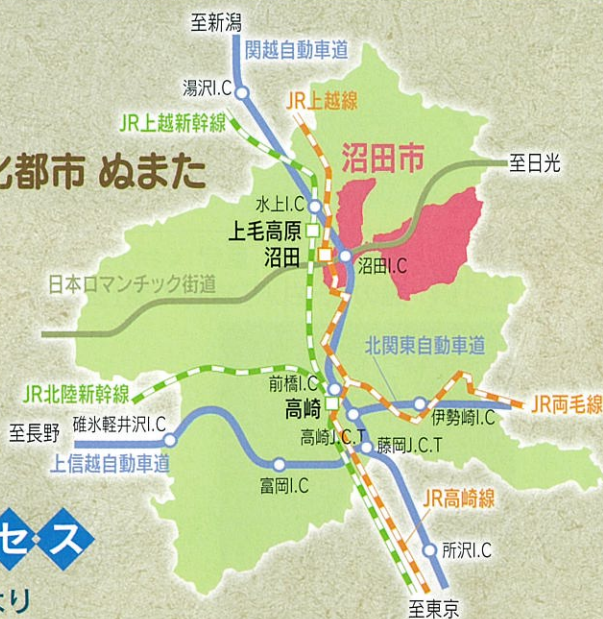 至新潟
関越自動車道
湯沢I.C
JR上越線
JR上越新幹線
沼田市
都市 ぬまた
至日光
水上I.C
上毛高原
沼田
沼田I.C
日本ロマンチック街道
北関東自動車道
前橋I.C
JR北陸新幹線
高崎
JR両毛線
伊勢崎I.C
碓氷軽井沢I.C
至長野
高崎J.C.T
藤岡J.C.T
上信越自動車道
富岡I.C
JR高崎線
セス
所沢I.C
より
至東京